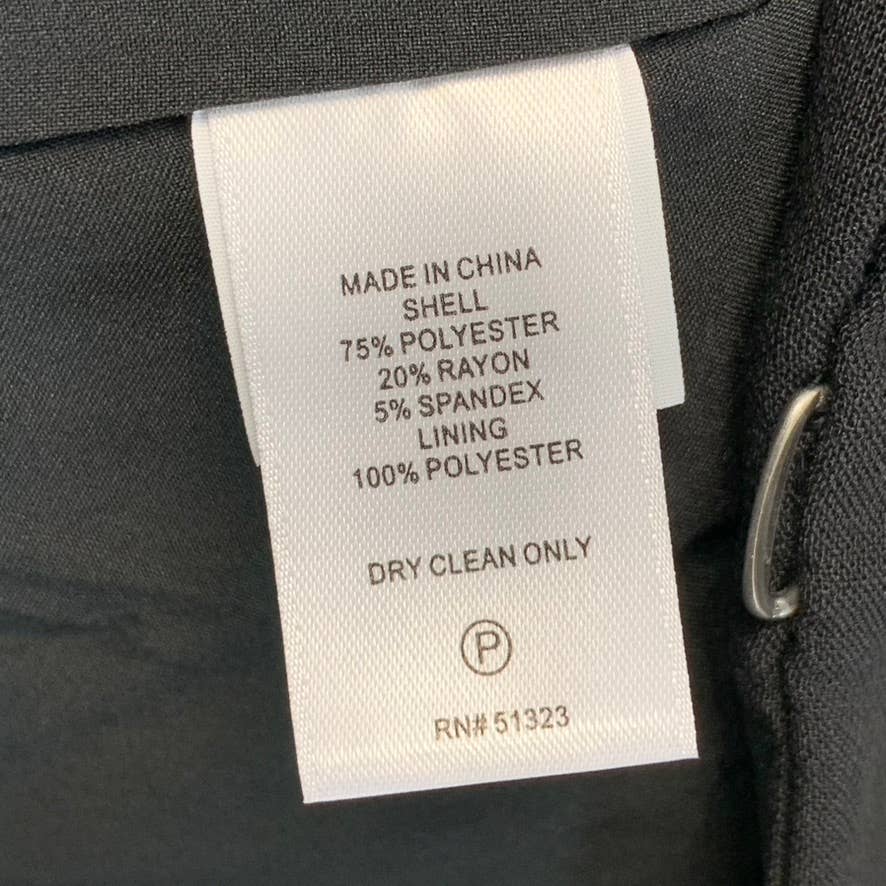 MADE IN CHINA
SHELL
75% POLYESTER
20% RAYON
5% SPANDEX
LINING
100% POLYESTER
DRY CLEAN ONLY
P
RN# 51323